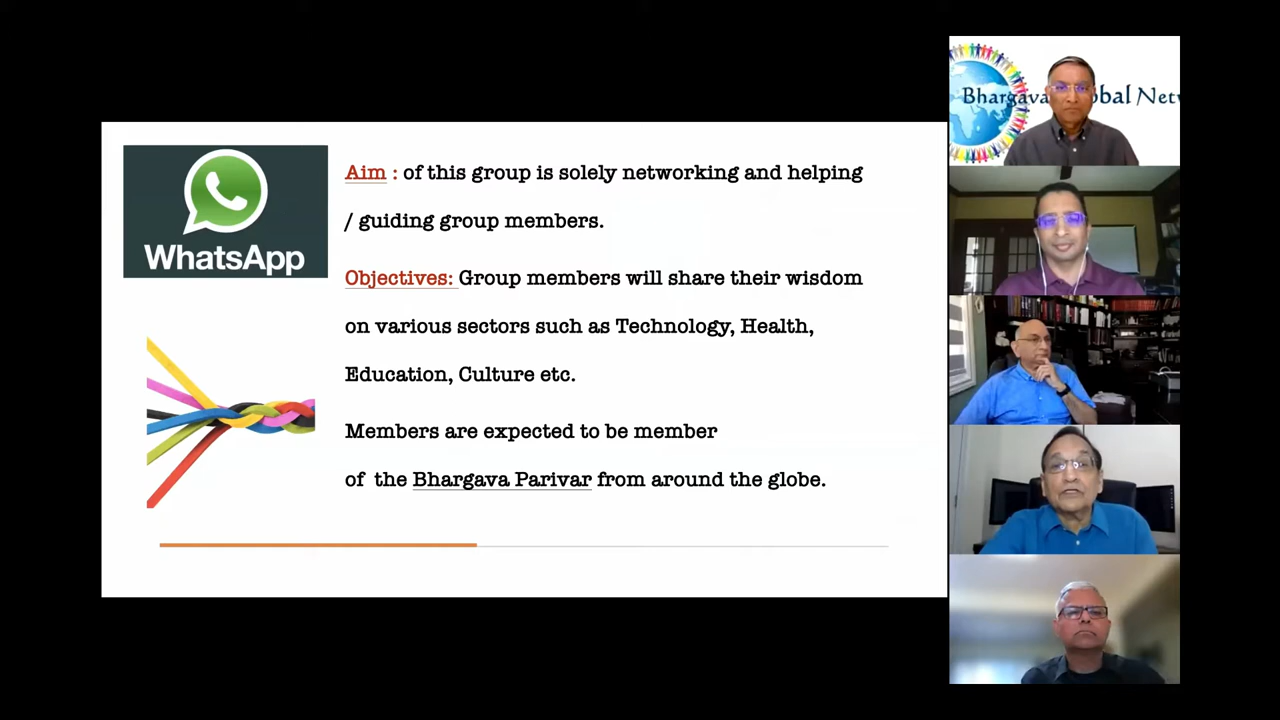 WhatsApp
Aim : of this group is solely networking and helping
/ guiding group members.
Objectives: Group members will share their wisdom
on various sectors such as Technology, Health,
Education, Culture etc.
Members are expected to be member
of the Bhargava Parivar from around the globe.
Bhargava